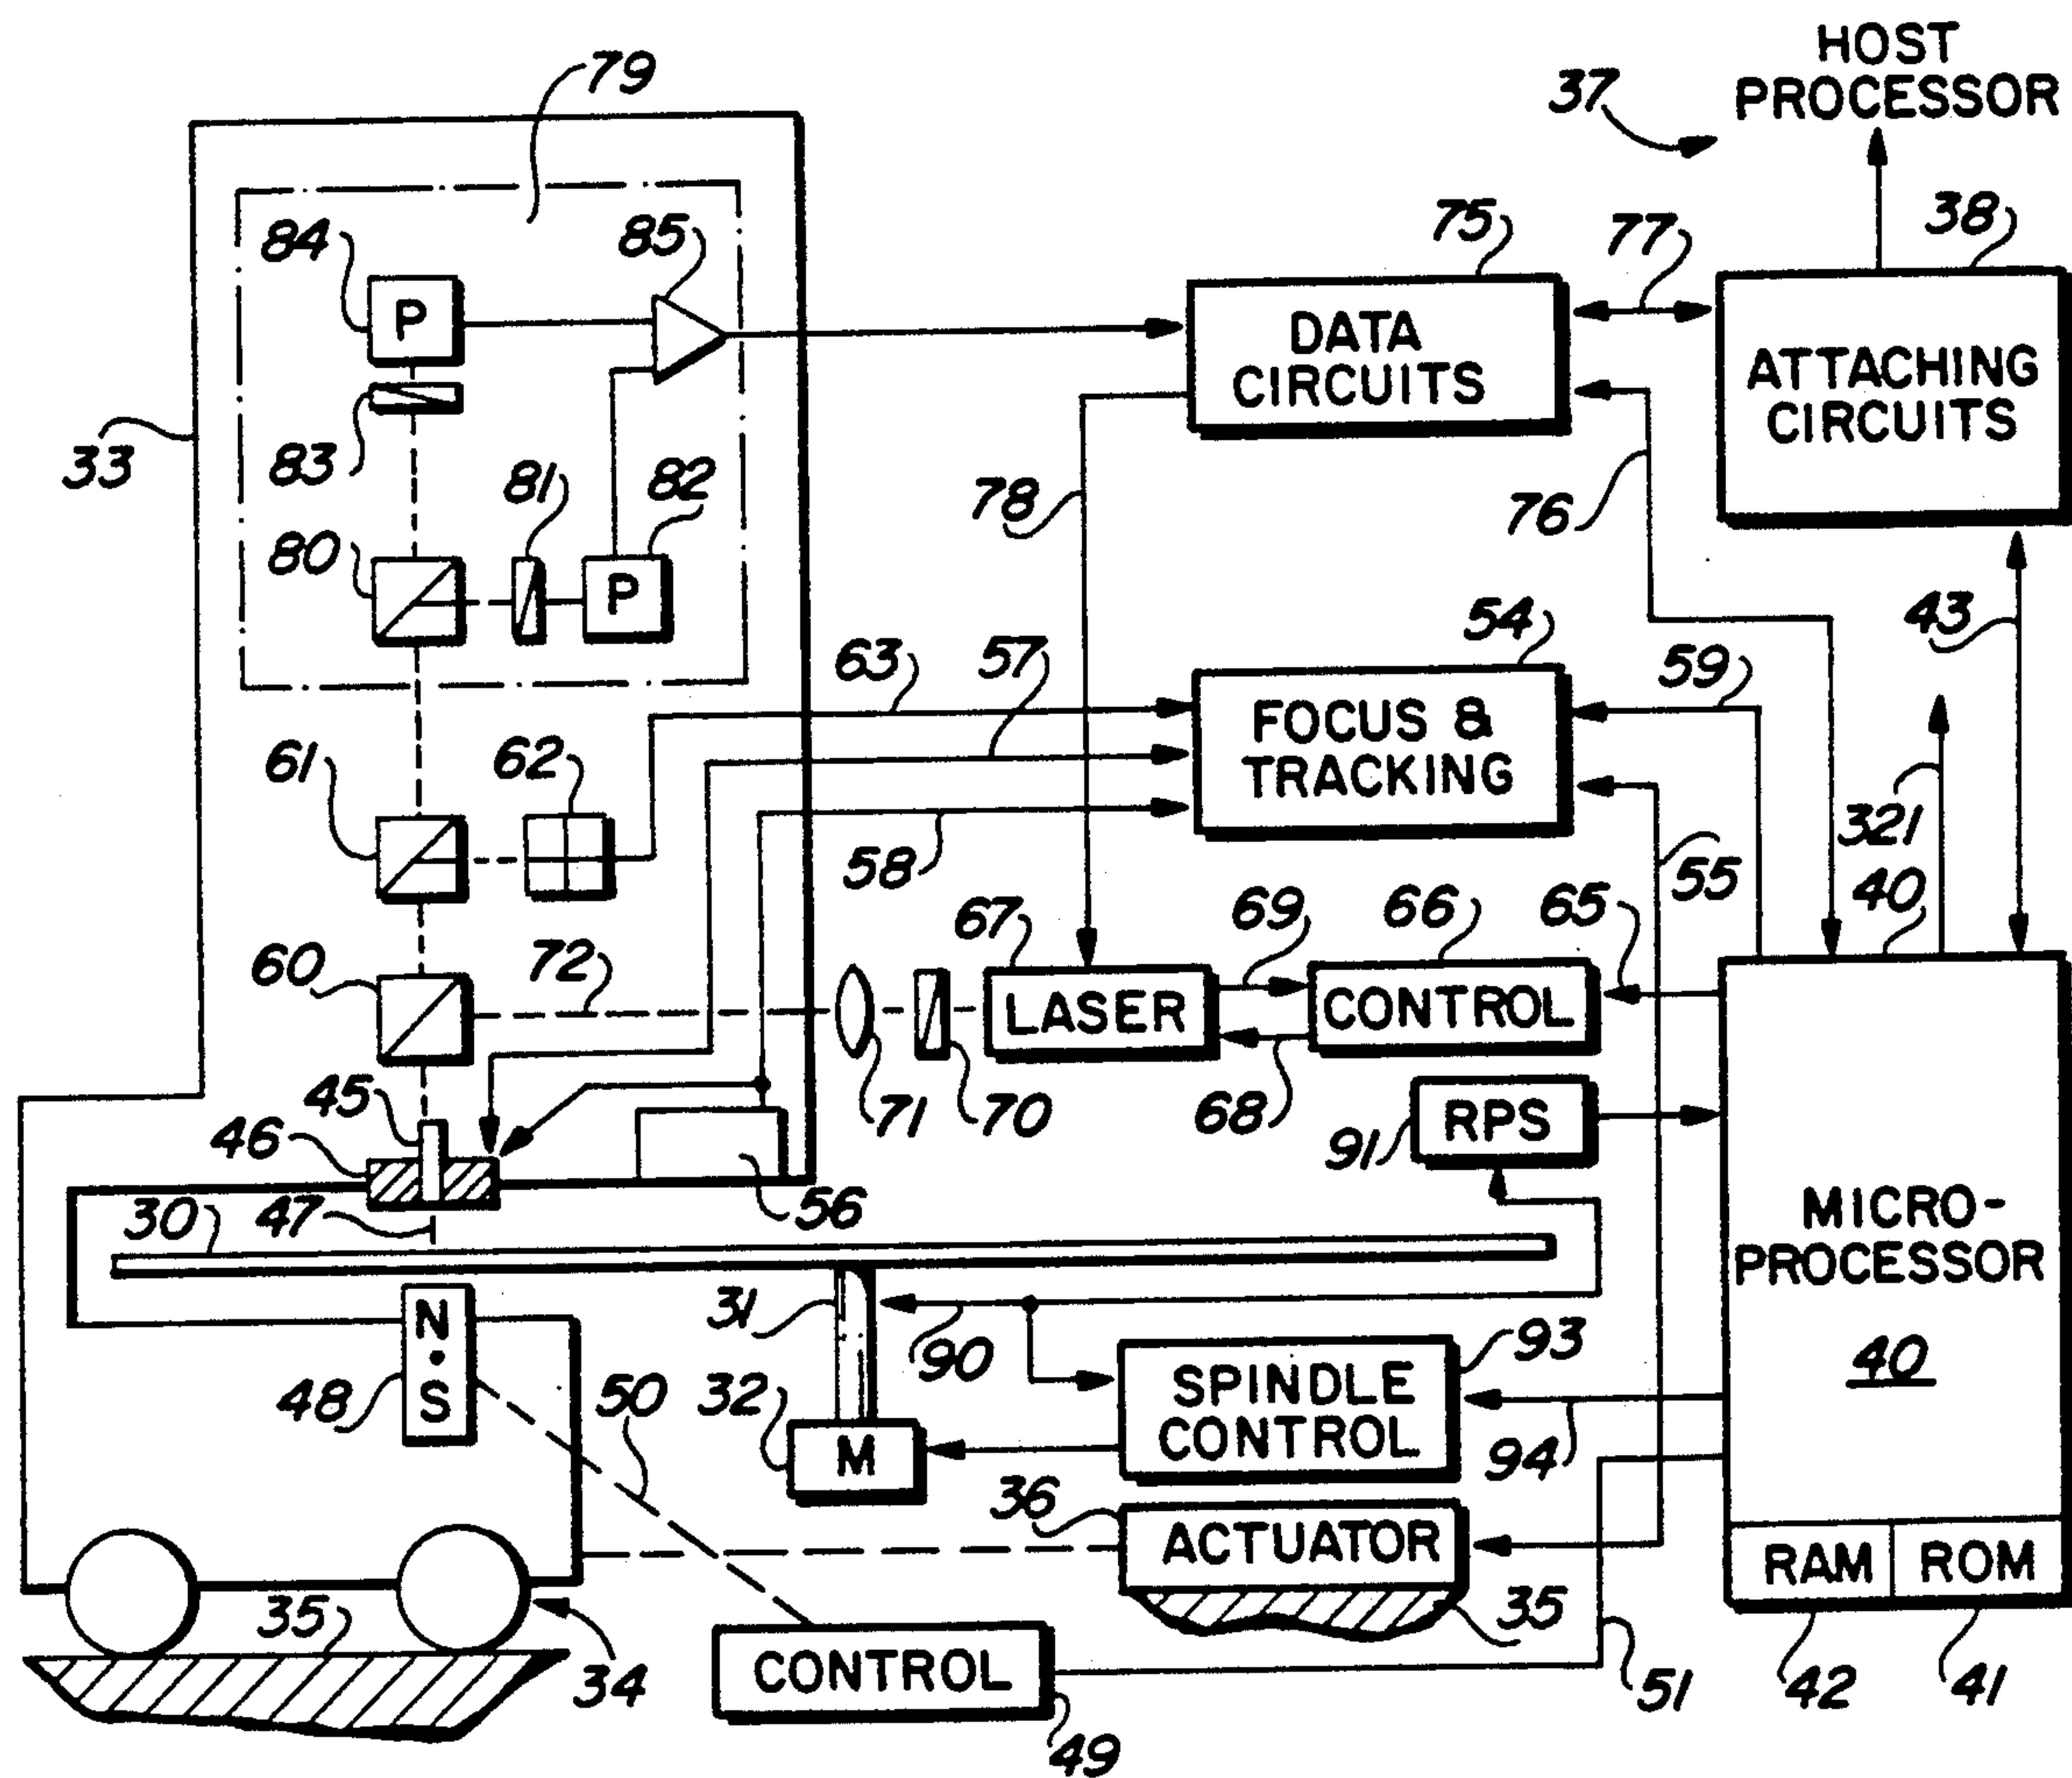 HOST
PROCESSOR
37
79
33
84
85
P
83
81
82
80
P
75
77
38
DATA
CIRCUITS
ATTACHING
CIRCUITS
78
76
43
54
59
63
57
FOCUS &
TRACKING
61
62
58
55
321
40
60
72
67
69
66
65
LASER
CONTROL
71
70
68
45
46
RPS
91
30
47
56
MICRO-
PROCESSOR
40
N
S
48
31
90
93
50
32
M
SPINDLE
CONTROL
94
36
ACTUATOR
RAM
ROM
35
35
34
CONTROL
49
51
42
41